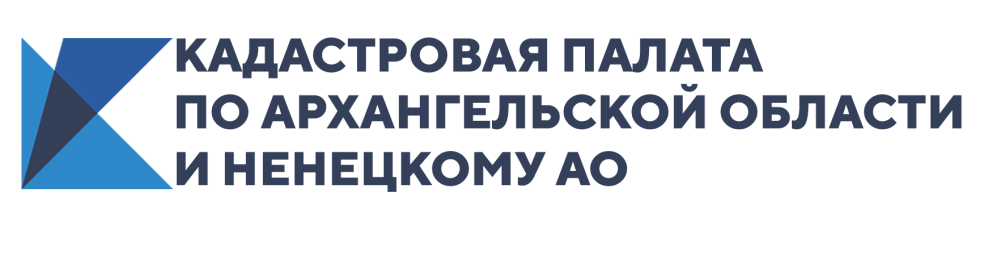 КАДАСТРОВАЯ ПАЛАТА
ПО АРХАНГЕЛЬСКОЙ ОБЛАСТИ
И НЕНЕЦКОМУ АО